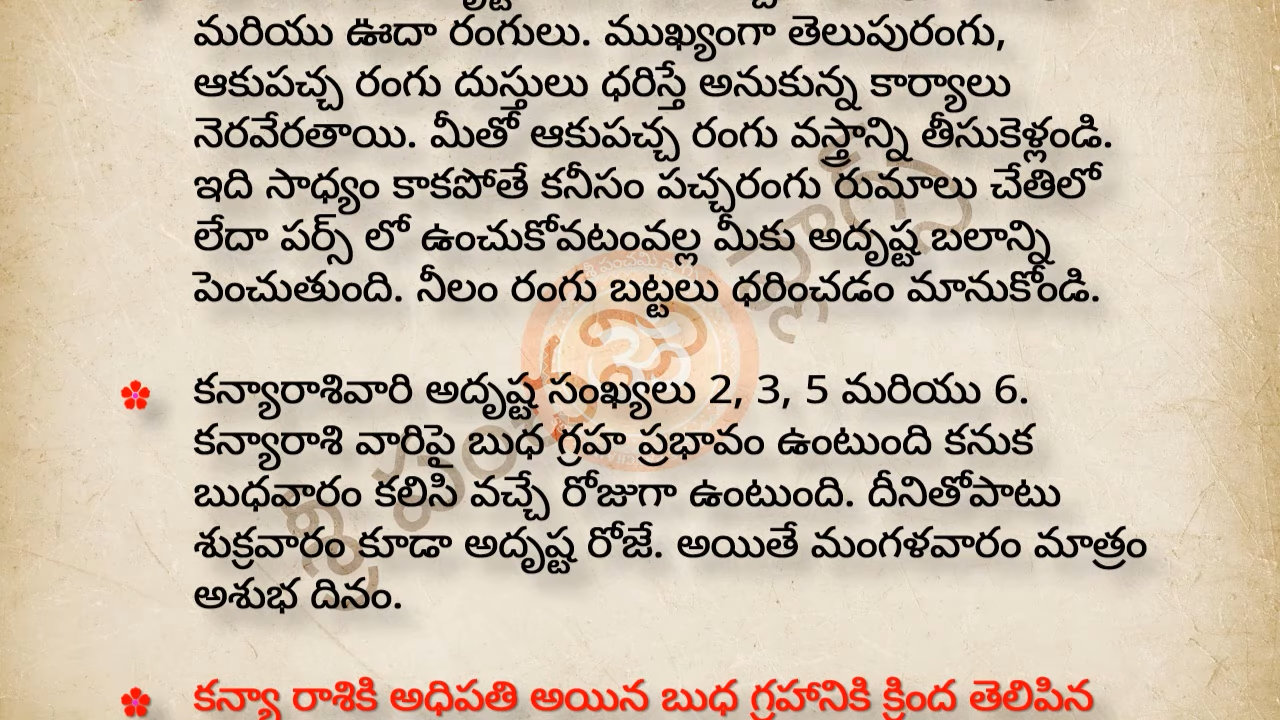 మరియు ఊదా రంగులు. ముఖ్యంగా తెలుపురంగు,
ఆకుపచ్చ రంగు దుస్తులు ధరిస్తే అనుకున్న కార్యాలు
నెరవేరతాయి. మీతో ఆకుపచ్చ రంగు వస్త్రాన్ని తీసుకెళ్లండి.
ఇది సాధ్యం కాకపోతే కనీసం పచ్చరంగు రుమాలు చేతిలో
లేదా పర్స్ లో ఉంచుకోవటంవల్ల మీకు అదృష్ట బలాన్ని
పెంచుతుంది. నీలం రంగు బట్టలు ధరించడం మానుకోండి.
కన్యారాశివారి అదృష్ట సంఖ్యలు 2, 3, 5 మరియు 6.
కన్యారాశి వారిపై బుధ గ్రహ ప్రభావం ఉంటుంది కనుక
బుధవారం కలిసి వచ్చే రోజుగా ఉంటుంది. దీనితోపాటు
శుక్రవారం కూడా అదృష్ట రోజే. అయితే మంగళవారం మాత్రం
అశుభ దినం.
కన్యా రాశికి అధిపతి అయిన బుధ గ్రహానికి క్రింద తెలిపిన